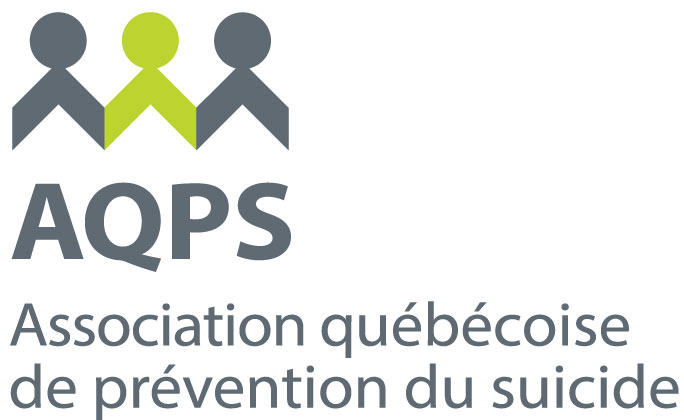 AQPS
Association québécoise
de prévention du suicide